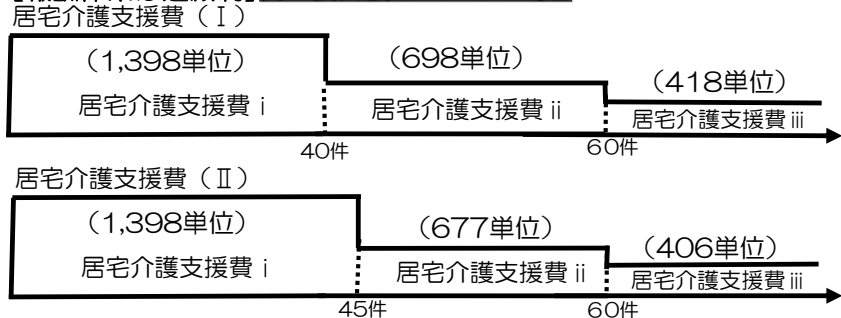 居宅介護支援費（Ⅰ）
（1,398単位）
（698単位）
（418単位）
居宅介護支援費ⅰ
居宅介護支援費ⅱ
居宅介護支援費ⅲ
40件
60件
居宅介護支援費（Ⅱ）
（1,398単位）
（677単位）
（406単位）
居宅介護支援費ⅰ
居宅介護支援費ⅱ
居宅介護支援費ⅲ
45件
60件